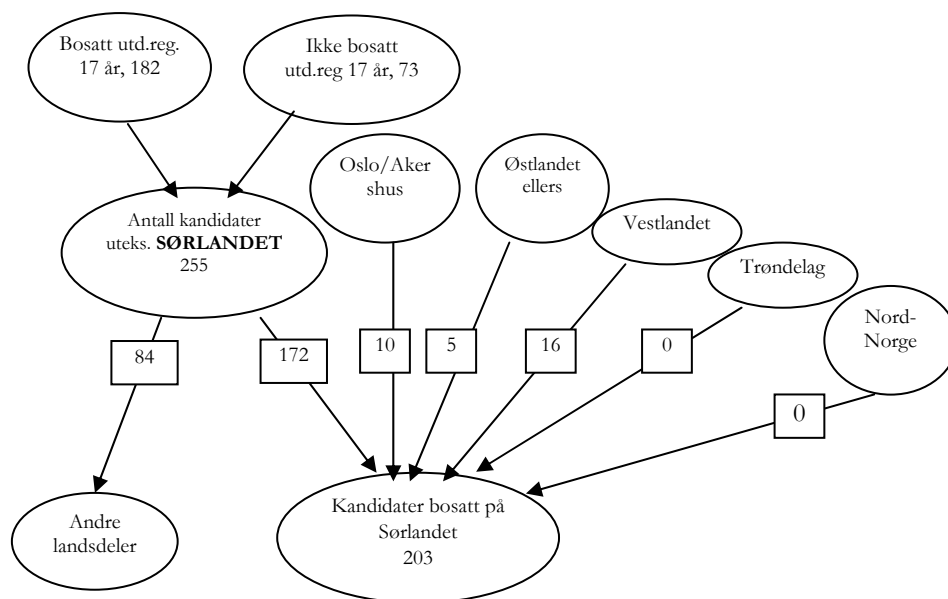 Bosatt utd.reg.
17 år, 182
Ikke bosatt
utd.reg 17 år, 73
Oslo/Aker
shus
Østlandet
ellers
Vestlandet
Trøndelag
Nord-
Norge
Antall kandidater
uteks. SØRLANDET
255
84
172
10
5
16
0
0
Andre
landsdeler
Kandidater bosatt på
Sørlandet
203